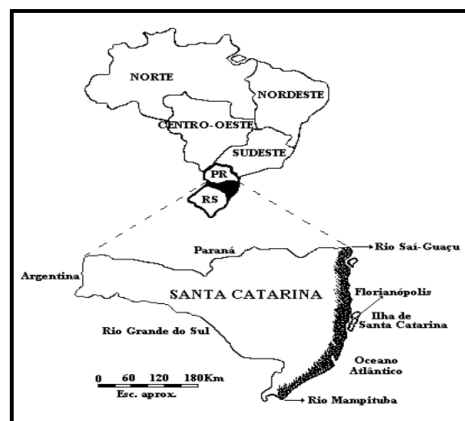 NORTE
NORDESTE
CENTRO-OESTE
SUDESTE
PR
RS
Paraná
Rio Saí-Guaçu
Argentina
SANTA CATARINA
Florianópolis
Ilha de
Santa Catarina
Rio Grande do Sul
Oceano
Atlântico
0 60 120 180Km
Esc. aprox.
Rio Mampituba